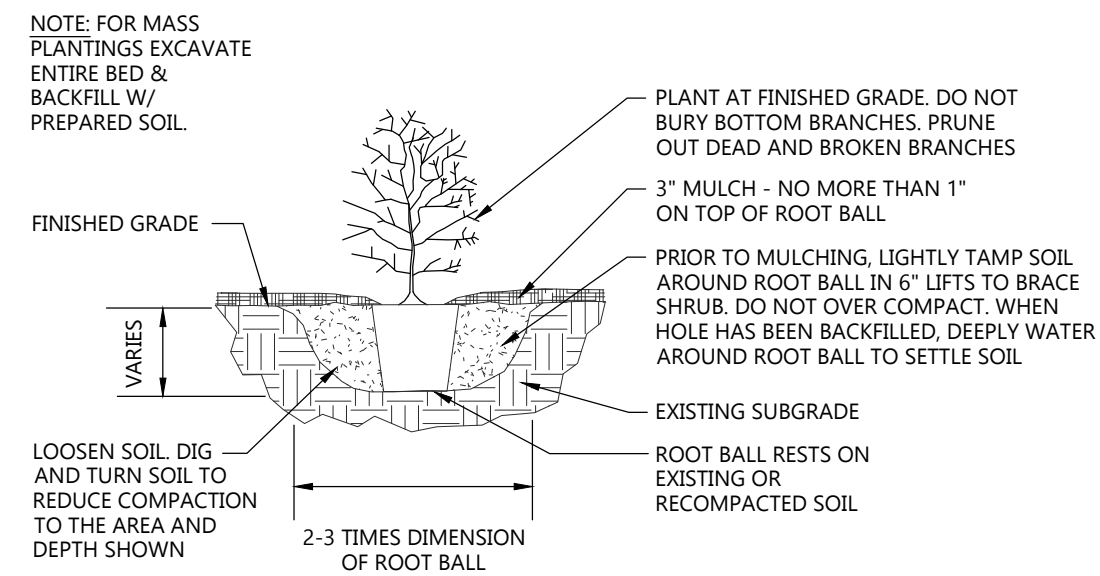 NOTE: FOR MASS
PLANTINGS EXCAVATE
ENTIRE BED &
BACKFILL W/
PREPARED SOIL.
PLANT AT FINISHED GRADE. DO NOT
BURY BOTTOM BRANCHES. PRUNE
OUT DEAD AND BROKEN BRANCHES
3" MULCH - NO MORE THAN 1"
ON TOP OF ROOT BALL
FINISHED GRADE
PRIOR TO MULCHING, LIGHTLY TAMP SOIL
AROUND ROOT BALL IN 6" LIFTS TO BRACE
SHRUB. DO NOT OVER COMPACT. WHEN
HOLE HAS BEEN BACKFILLED, DEEPLY WATER
AROUND ROOT BALL TO SETTLE SOIL
VARIES
EXISTING SUBGRADE
LOOSEN SOIL. DIG
AND TURN SOIL TO
REDUCE COMPACTION
TO THE AREA AND
DEPTH SHOWN
ROOT BALL RESTS ON
EXISTING OR
RECOMPACTED SOIL
2-3 TIMES DIMENSION
OF ROOT BALL